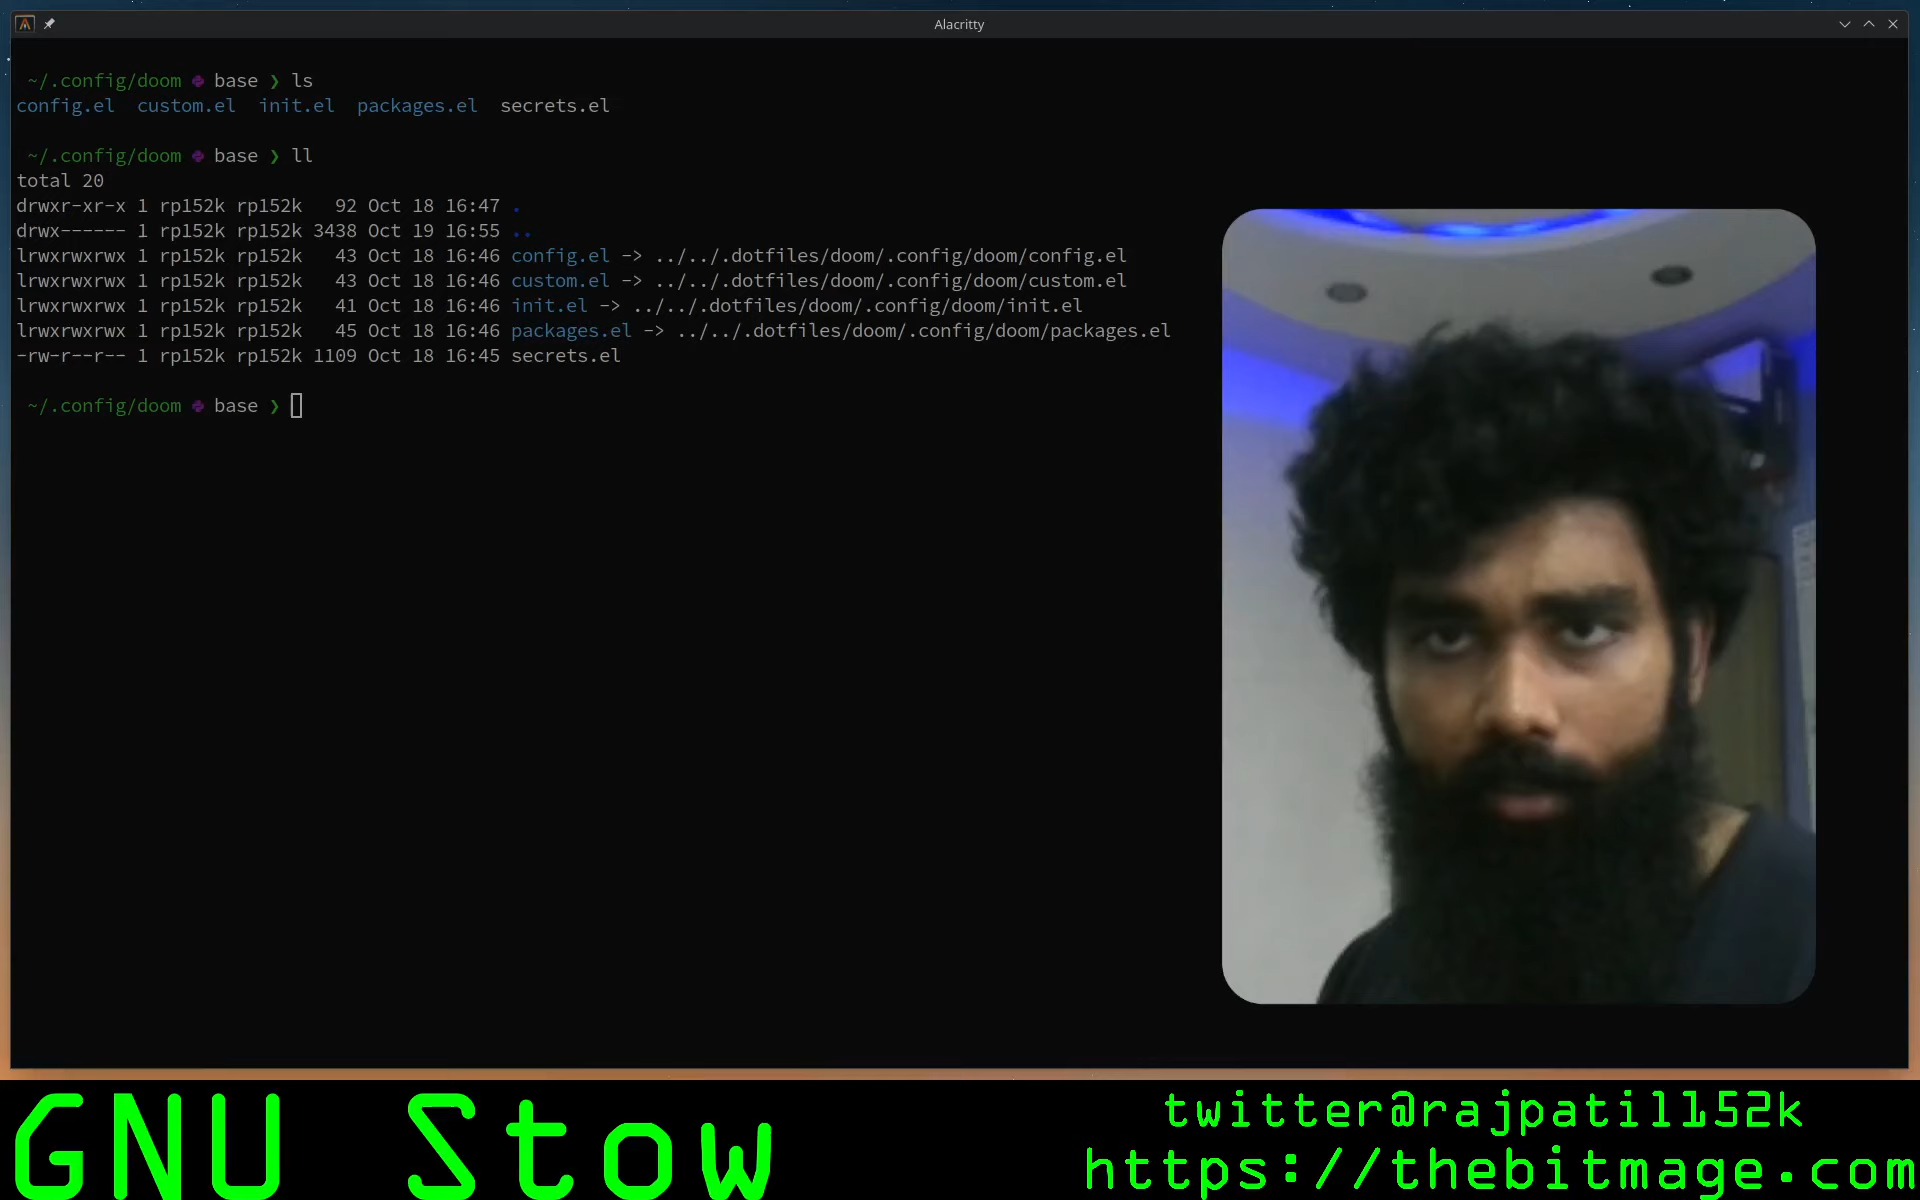 Alacritty
~/.config/doom base ❯ ls
config.el custom.el init.el packages.el secrets.el
~/.config/doom base ❯ ll
total 20
drwxr-xr-x 1 rp152k rp152k 92 Oct 18 16:47 .
drwx------ 1 rp152k rp152k 3438 Oct 19 16:55 ..
lrwxrwxrwx 1 rp152k rp152k 43 Oct 18 16:46 config.el -> ../../.dotfiles/doom/.config/doom/config.el
lrwxrwxrwx 1 rp152k rp152k 43 Oct 18 16:46 custom.el -> ../../.dotfiles/doom/.config/doom/custom.el
lrwxrwxrwx 1 rp152k rp152k 41 Oct 18 16:46 init.el -> ../../.dotfiles/doom/.config/doom/init.el
lrwxrwxrwx 1 rp152k rp152k 45 Oct 18 16:46 packages.el -> ../../.dotfiles/doom/.config/doom/packages.el
-rw-r--r-- 1 rp152k rp152k 1109 Oct 18 16:45 secrets.el
~/.config/doom base ❯
GNU Stow
twitter@rajpatil152k
https://thebitmage.com